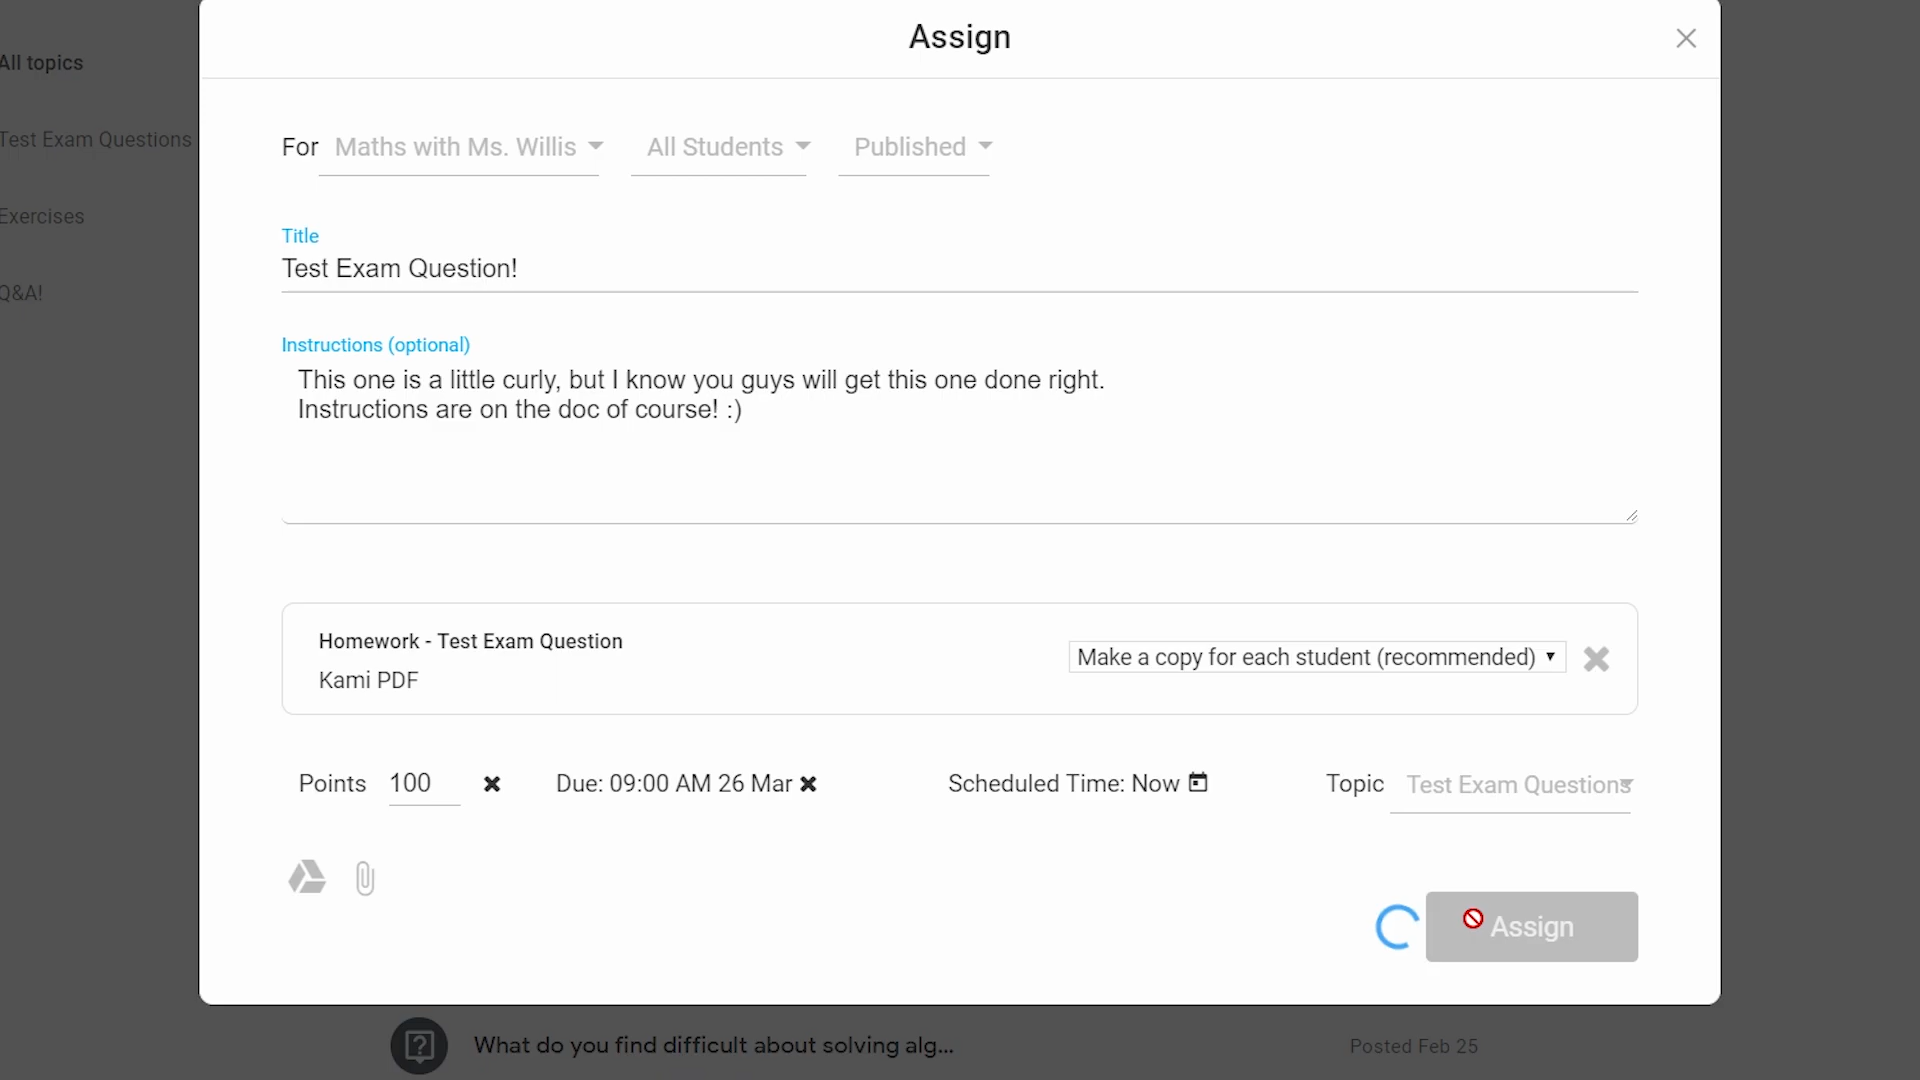 Assign
All topics
Test Exam Questions
Exercises
Q&A!
For Maths with Ms. Willis All Students Published
Title
Test Exam Question!
Instructions (optional)
This one is a little curly, but I know you guys will get this one done right.
Instructions are on the doc of course! :)
Homework - Test Exam Question
Kami PDF
Make a copy for each student (recommended)
Points 100 Due: 09:00 AM 26 Mar Scheduled Time: Now Topic Test Exam Questions
Assign
What do you find difficult about solving alg...
Posted Feb 25